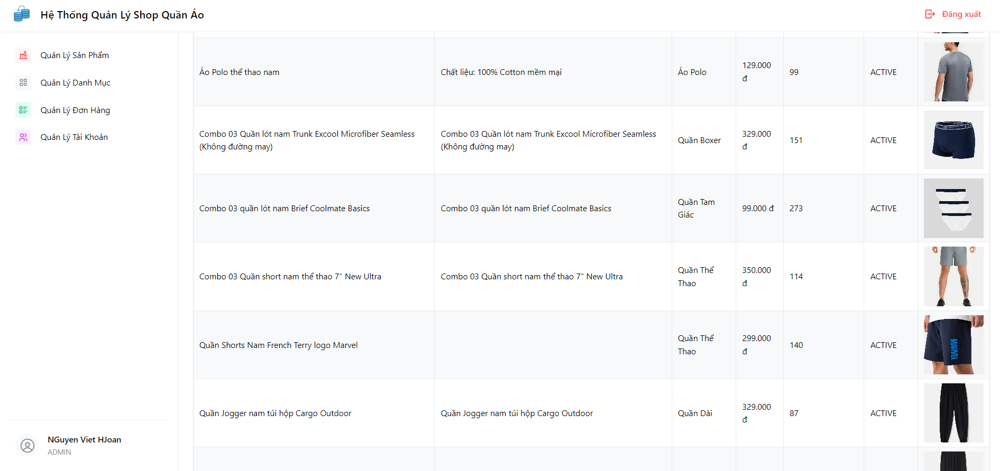 Hệ Thống Quản Lý Shop Quần Áo
Đăng xuất
Quản Lý Sản Phẩm
Quản Lý Danh Mục
Quản Lý Đơn Hàng
Quản Lý Tài Khoản
NGuyen Viet HJoan
ADMIN
Áo Polo thể thao nam
Chất liệu: 100% Cotton mềm mại
Áo Polo
129.000
đ
99
ACTIVE
Combo 03 Quần lót nam Trunk Excool Microfiber Seamless
(Không đường may)
Combo 03 Quần lót nam Trunk Excool Microfiber Seamless
(Không đường may)
Quần Boxer
329.000
đ
151
ACTIVE
Combo 03 quần lót nam Brief Coolmate Basics
Combo 03 quần lót nam Brief Coolmate Basics
Quần Tam
Giác
99.000 đ
273
ACTIVE
Combo 03 Quần short nam thể thao 7" New Ultra
Combo 03 Quần short nam thể thao 7" New Ultra
Quần Thể
Thao
350.000
đ
114
ACTIVE
Quần Shorts Nam French Terry logo Marvel
Quần Thể
Thao
299.000
đ
140
ACTIVE
MARVEL
Quần Jogger nam túi hộp Cargo Outdoor
Quần Jogger nam túi hộp Cargo Outdoor
Quần Dài
329.000
đ
87
ACTIVE